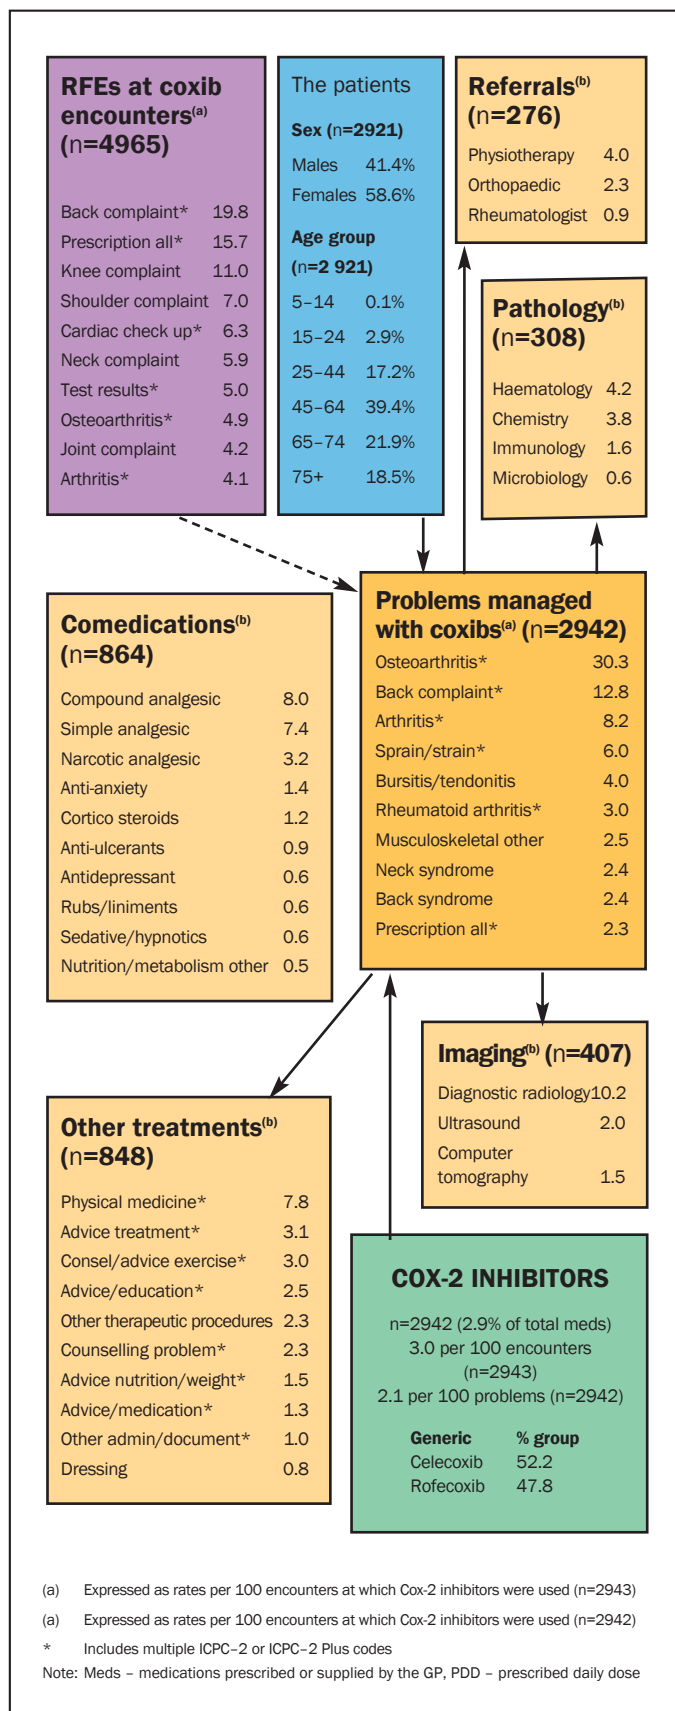 RFEs at coxib
encounters(a)
(n=4965)
Back complaint* 19.8
Prescription all* 15.7
Knee complaint 11.0
Shoulder complaint 7.0
Cardiac check up* 6.3
Neck complaint 5.9
Test results* 5.0
Osteoarthritis* 4.9
Joint complaint 4.2
Arthritis* 4.1
The patients
Sex (n=2921)
Males 41.4%
Females 58.6%
Age group
(n=2 921)
5–14 0.1%
15–24 2.9%
25–44 17.2%
45–64 39.4%
65–74 21.9%
75+ 18.5%
Referrals(b)
(n=276)
Physiotherapy 4.0
Orthopaedic 2.3
Rheumatologist 0.9
Pathology(b)
(n=308)
Haematology 4.2
Chemistry 3.8
Immunology 1.6
Microbiology 0.6
Comedications(b)
(n=864)
Compound analgesic 8.0
Simple analgesic 7.4
Narcotic analgesic 3.2
Anti-anxiety 1.4
Cortico steroids 1.2
Anti-ulcerants 0.9
Antidepressant 0.6
Rubs/liniments 0.6
Sedative/hypnotics 0.6
Nutrition/metabolism other 0.5
Problems managed
with coxibs(a) (n=2942)
Osteoarthritis* 30.3
Back complaint* 12.8
Arthritis* 8.2
Sprain/strain* 6.0
Bursitis/tendonitis 4.0
Rheumatoid arthritis* 3.0
Musculoskeletal other 2.5
Neck syndrome 2.4
Back syndrome 2.4
Prescription all* 2.3
Imaging(b) (n=407)
Diagnostic radiology10.2
Ultrasound 2.0
Computer
tomography 1.5
Other treatments(b)
(n=848)
Physical medicine* 7.8
Advice treatment* 3.1
Consel/advice exercise* 3.0
Advice/education* 2.5
Other therapeutic procedures 2.3
Counselling problem* 2.3
Advice nutrition/weight* 1.5
Advice/medication* 1.3
Other admin/document* 1.0
Dressing 0.8
COX-2 INHIBITORS
n=2942 (2.9% of total meds)
3.0 per 100 encounters
(n=2943)
2.1 per 100 problems (n=2942)
Generic % group
Celecoxib 52.2
Rofecoxib 47.8
(a) Expressed as rates per 100 encounters at which Cox-2 inhibitors were used (n=2943)
(a) Expressed as rates per 100 encounters at which Cox-2 inhibitors were used (n=2942)
* Includes multiple ICPC–2 or ICPC–2 Plus codes
Note: Meds – medications prescribed or supplied by the GP, PDD – prescribed daily dose